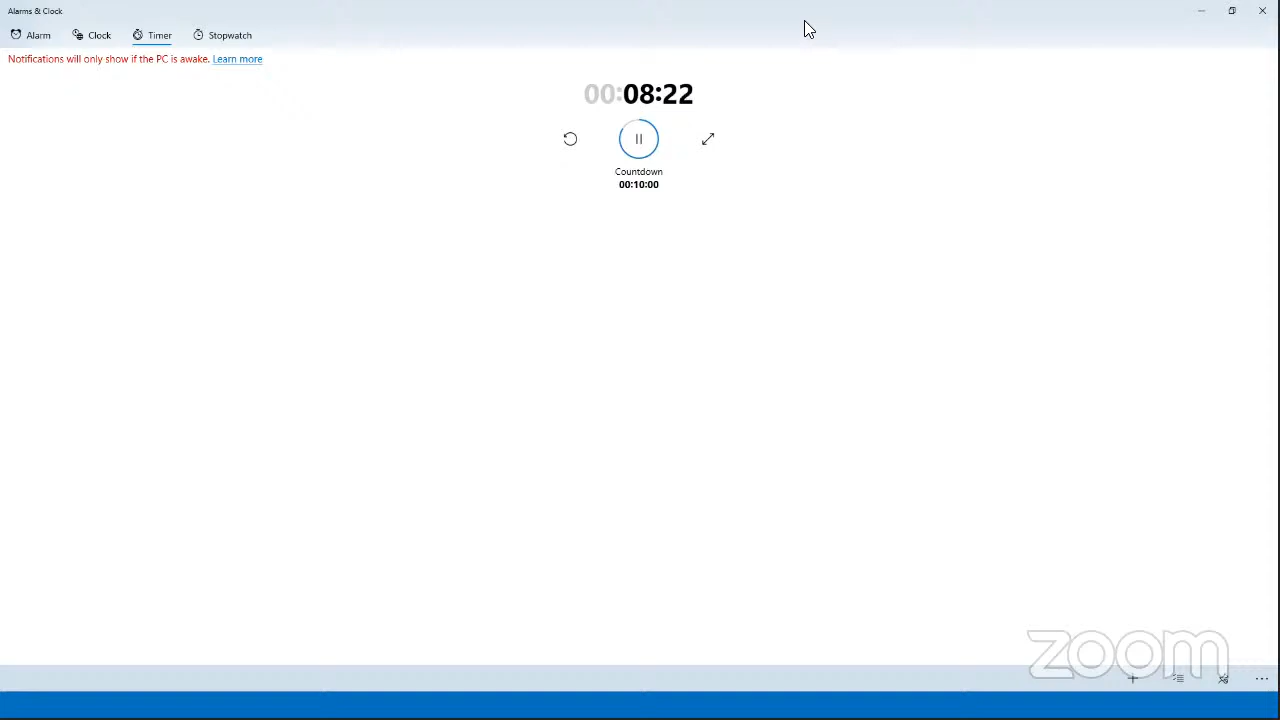 Alarms & Clock
Alarm Clock Timer Stopwatch
Notifications will only show if the PC is awake. Learn more
00:08:22
Countdown
00:10:00
zoom